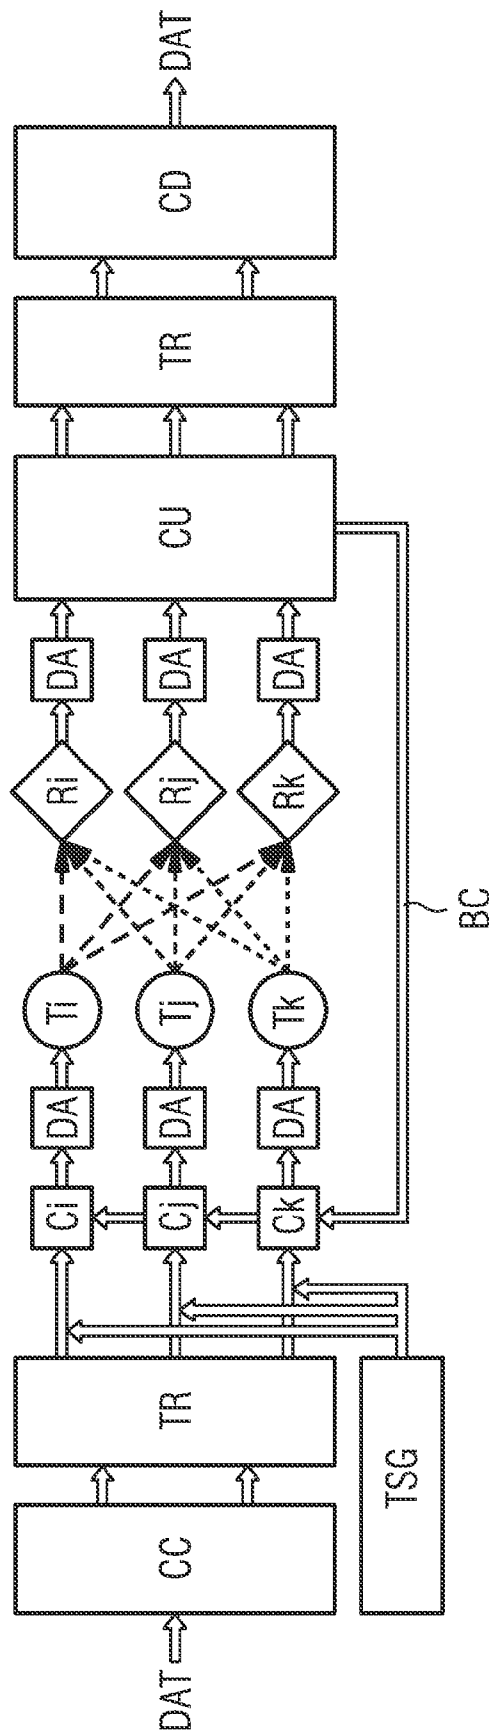 DAT
CC
TR
TSG
Ci
Cj
Ck
DA
DA
DA
Ti
Tj
Tk
Ri
Rj
Rk
DA
DA
DA
CU
BC
TR
CD
DAT